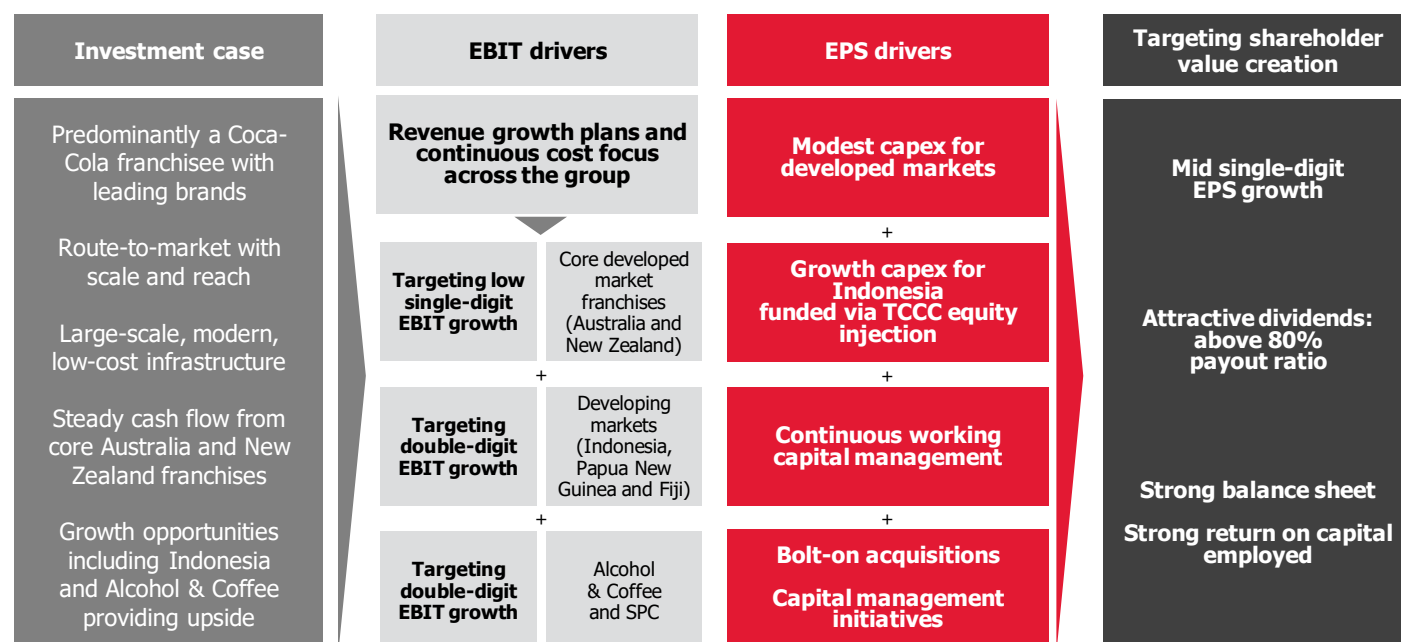 Investment case
Predominantly a Coca-
Cola franchisee with
leading brands
Route-to-market with
scale and reach
Large-scale, modern,
low-cost infrastructure
Steady cash flow from
core Australia and New
Zealand franchises
Growth opportunities
including Indonesia
and Alcohol & Coffee
providing upside
EBIT drivers
Revenue growth plans and
continuous cost focus
across the group
Targeting low
single-digit
EBIT growth
Core developed
market
franchises
(Australia and
New Zealand)
+
Targeting
double-digit
EBIT growth
Developing
markets
(Indonesia,
Papua New
Guinea and Fiji)
+
Targeting
double-digit
EBIT growth
Alcohol
& Coffee
and SPC
EPS drivers
Modest capex for
developed markets
+
Growth capex for
Indonesia
funded via TCCC equity
injection
+
Continuous working
capital management
+
Bolt-on acquisitions
Capital management
initiatives
Targeting shareholder
value creation
Mid single-digit
EPS growth
Attractive dividends:
above 80%
payout ratio
Strong balance sheet
Strong return on capital
employed